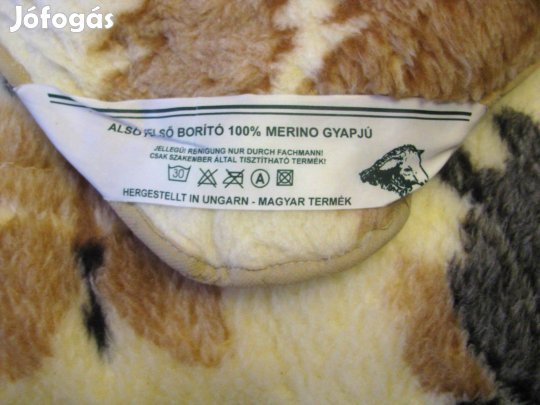 Jófogás
ALSÓ FELSŐ BORÍTÓ 100% MERINO GYAPJÚ
JELLEGÜ! RENIGUNG NUR DURCH FACHMANN!
CSAK SZAKEMBER ÁLTAL TISZTÍTHATÓ TERMÉK!
30 A
HERGESTELLT IN UNGARN - MAGYAR TERMÉK